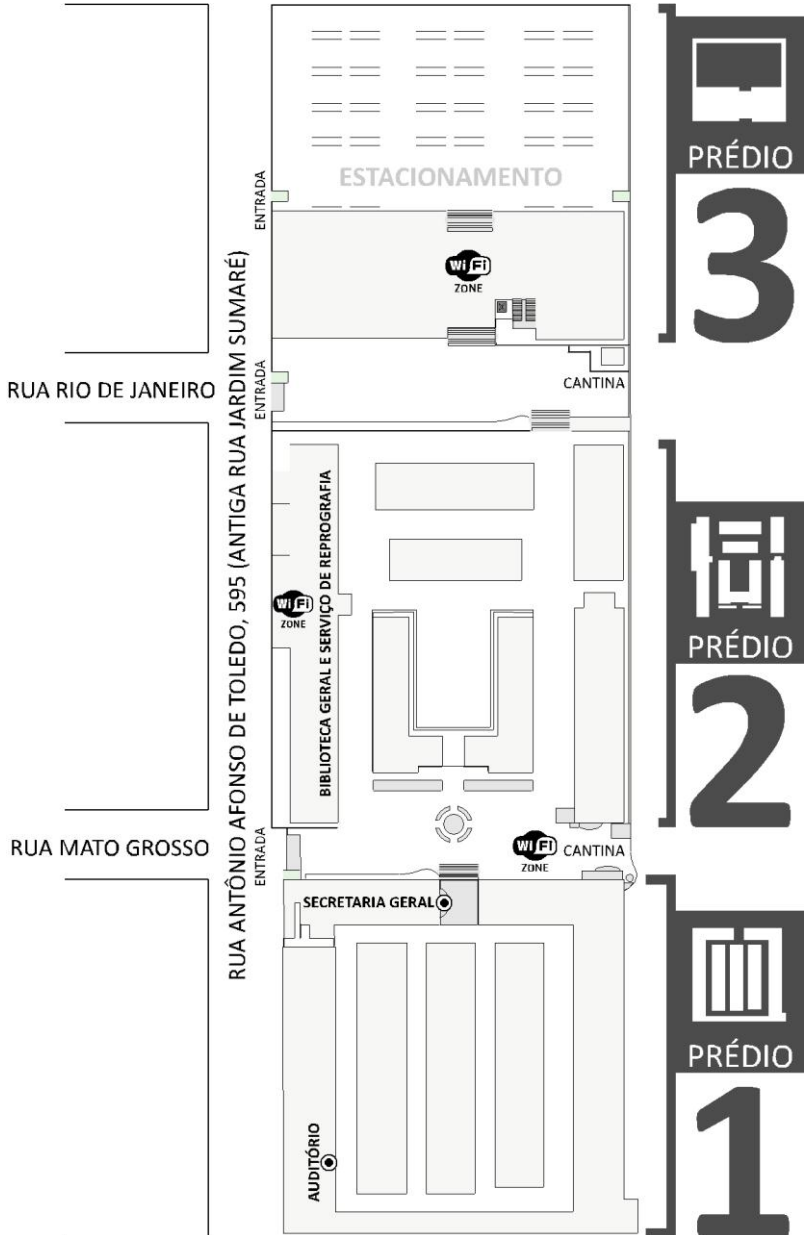 ESTACIONAMENTO
ENTRADA
WiFi
ZONE
PRÉDIO
3
RUA RIO DE JANEIRO
ENTRADA
CANTINA
RUA ANTÔNIO AFONSO DE TOLEDO, 595 (ANTIGA RUA JARDIM SUMARÉ)
BIBLIOTECA GERAL E SERVIÇO DE REPROGRAFIA
WiFi
ZONE
PRÉDIO
2
RUA MATO GROSSO
ENTRADA
WiFi
ZONE
CANTINA
SECRETARIA GERAL
AUDITÓRIO
PRÉDIO
1